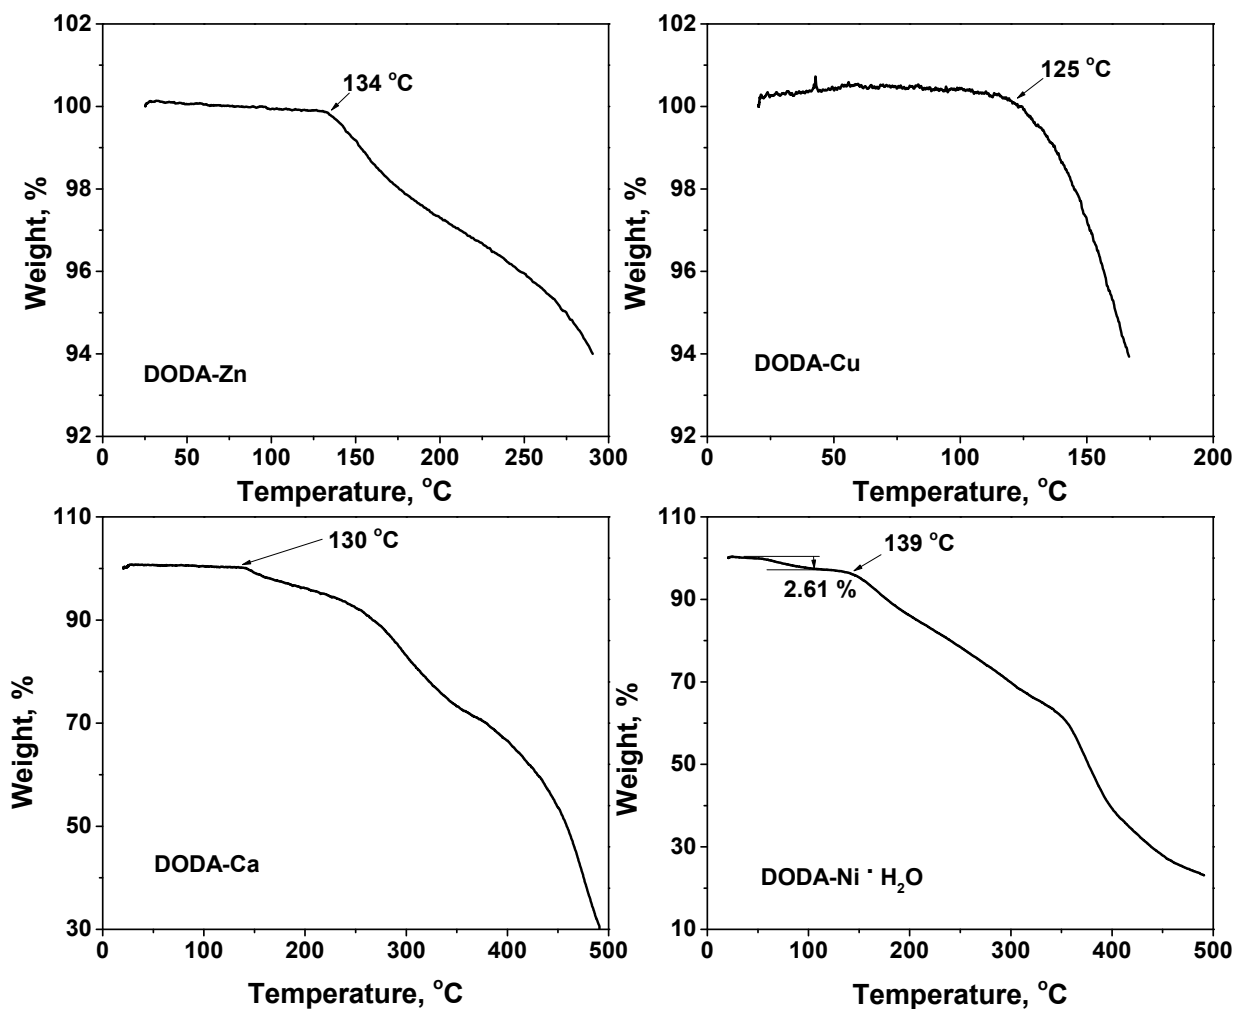 102
100
98
96
94
92
Weight, %
134 °C
DODA-Zn
0 50 100 150 200 250 300
Temperature, °C
102
100
98
96
94
92
Weight, %
125 °C
DODA-Cu
0 50 100 150 200
Temperature, °C
110
90
70
50
30
Weight, %
130 °C
DODA-Ca
0 100 200 300 400 500
Temperature, °C
110
90
70
50
30
10
Weight, %
139 °C
2.61 %
DODA-Ni · H₂O
0 100 200 300 400 500
Temperature, °C